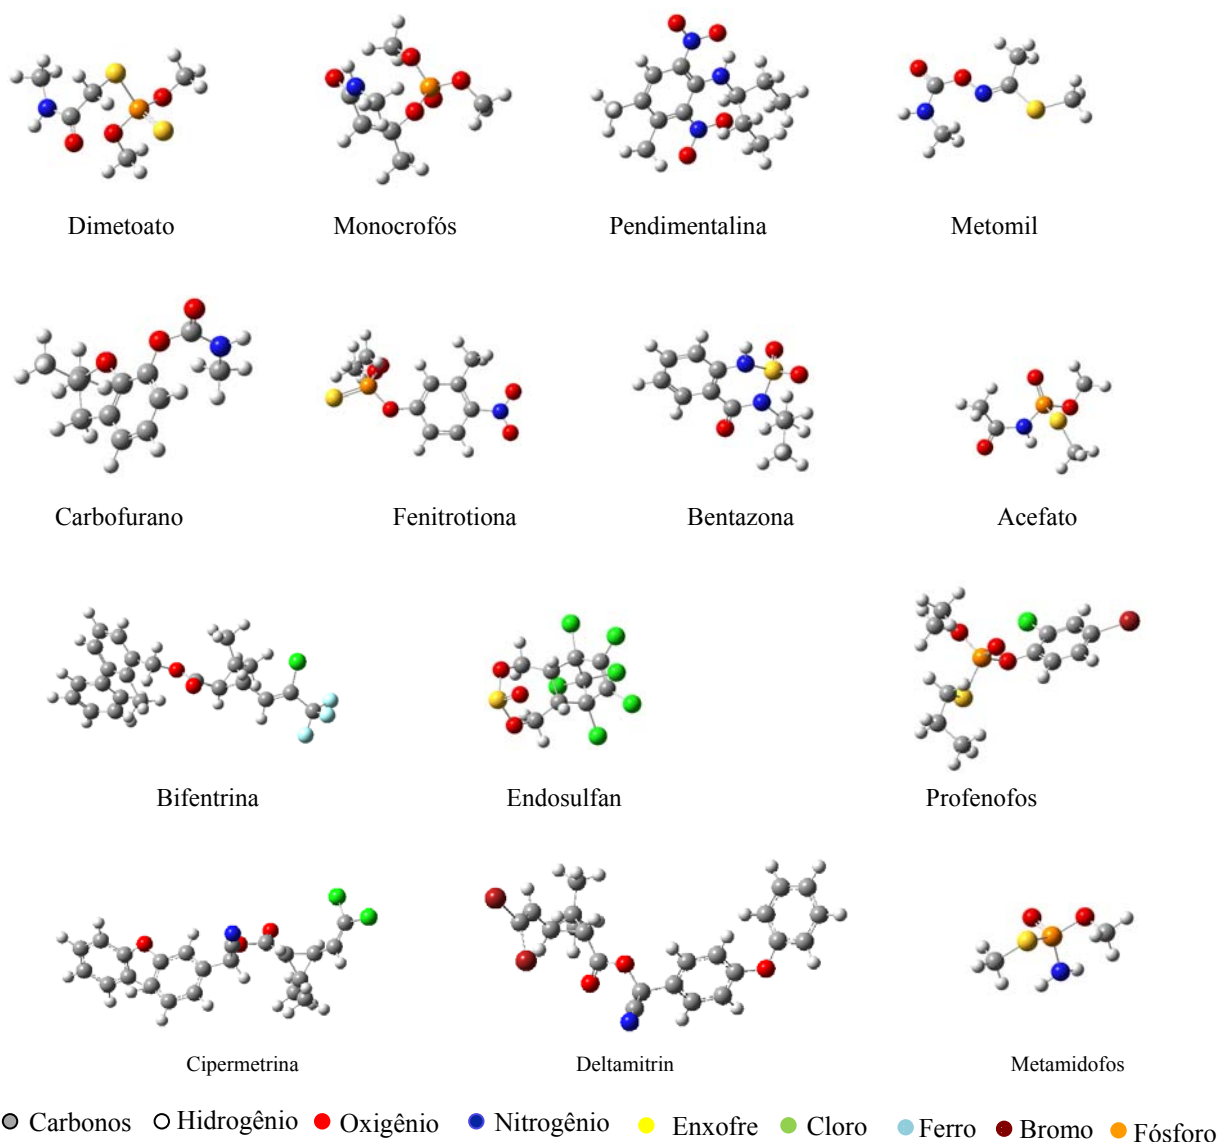 Dimetoato Monocrofós Pendimentalina Metomil
Carbofurano Fenitrotiona Bentazona Acefato
Bifentrina Endosulfan Profenofos
Cipermetrina Deltamitrin Metamidofos
Carbonos Hidrogênio Oxigênio Nitrogênio Enxofre Cloro Ferro Bromo Fósforo